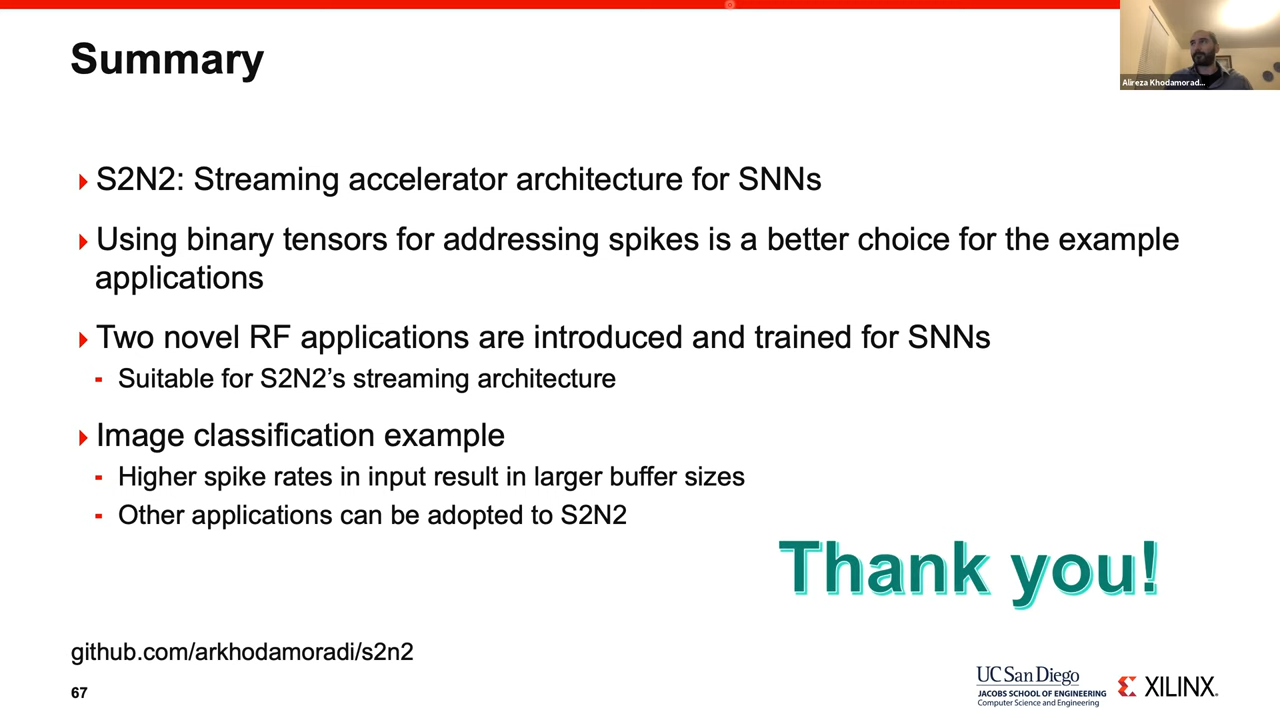 Summary
Alireza Khodamorad...
S2N2: Streaming accelerator architecture for SNNs
Using binary tensors for addressing spikes is a better choice for the example
applications
Two novel RF applications are introduced and trained for SNNs
- Suitable for S2N2’s streaming architecture
Image classification example
- Higher spike rates in input result in larger buffer sizes
- Other applications can be adopted to S2N2
Thank you!
github.com/arkhodamoradi/s2n2
67
UC San Diego
JACOBS SCHOOL OF ENGINEERING
Computer Science and Engineering
XILINX.